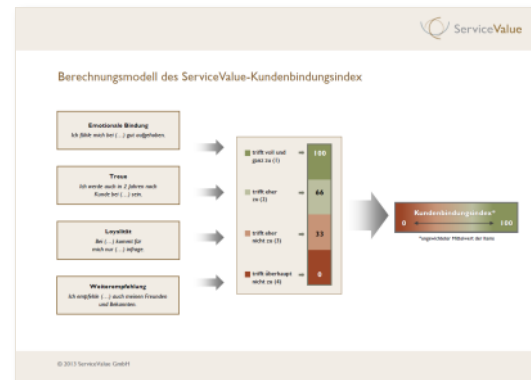 ServiceValue
Berechnungsmodell des ServiceValue-Kundenbindungsindex
Emotionale Bindung
Ich fühle mich bei (...) gut aufgehoben.
Treue
Ich werde auch in 2 Jahren noch
Kunde bei (...) sein.
Loyalität
Bei (...) kommt für
mich nur (...) infrage.
Weiterempfehlung
Ich empfehle (...) auch meinen Freunden
und Bekannten.
trifft voll und
ganz zu (1)
=
100
trifft eher
zu (2)
=
66
trifft eher
nicht zu (3)
=
33
trifft überhaupt
nicht zu (4)
=
0
Kundenbindungsindex*
0
100
*ungewichteter Mittelwert der Items
© 2013 ServiceValue GmbH